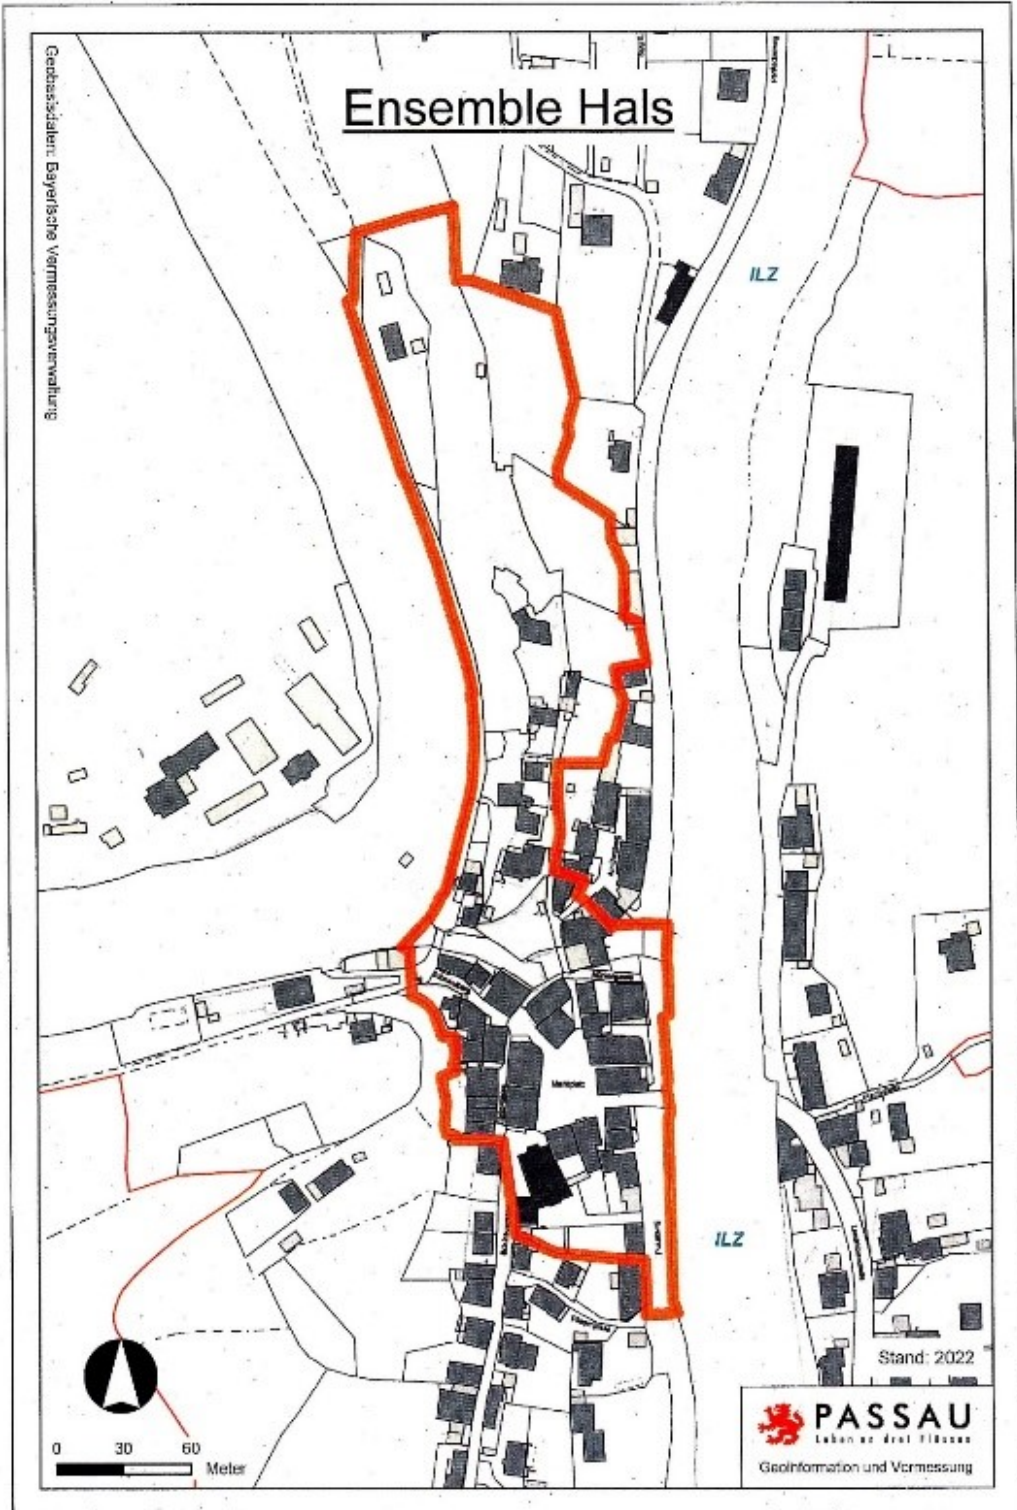 Ensemble Hals
Geobasisdaten: Bayerische Vermessungsverwaltung
ILZ
Marktplatz
ILZ
Stand: 2022
PASSAU
Leben an drei Flüssen
Geoinformation und Vermessung
0 30 60
Meter